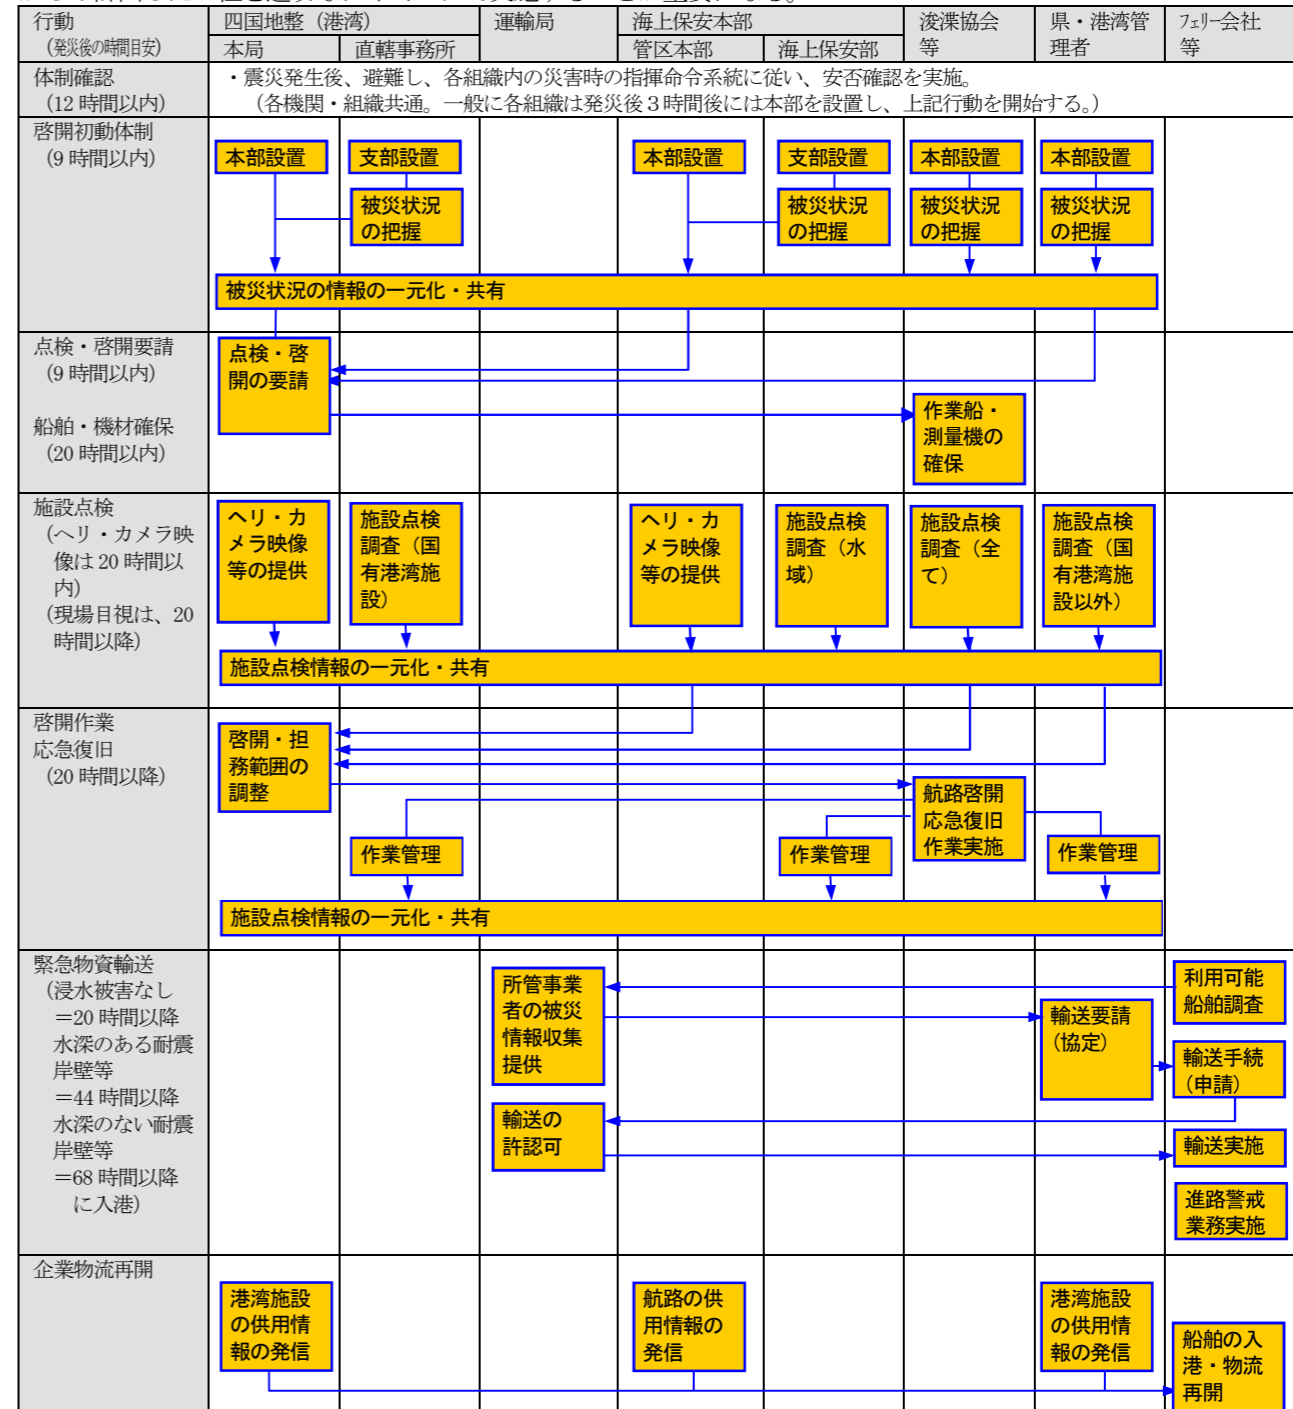 行動
(発災後の時間目安)
四国地整（港湾）
運輸局
海上保安本部
浚渫協会
等
県・港湾管
理者
ﾌｪﾘｰ会社
等
本局
直轄事務所
管区本部
海上保安部
体制確認
（12 時間以内）
・震災発生後、避難し、各組織内の災害時の指揮命令系統に従い、安否確認を実施。
（各機関・組織共通。一般に各組織は発災後３時間後には本部を設置し、上記行動を開始する。）
啓開初動体制
（9 時間以内）
本部設置
支部設置
本部設置
支部設置
本部設置
本部設置
被災状況
の把握
被災状況
の把握
被災状況
の把握
被災状況
の把握
被災状況の情報の一元化・共有
点検・啓開要請
（9 時間以内）
船舶・機材確保
（20 時間以内）
点検・啓
開の要請
作業船・
測量機の
確保
施設点検
（ヘリ・カメラ映
像は 20 時間以
内）
（現場目視は、20
時間以降）
ヘリ・カ
メラ映像
等の提供
施設点検
調査（国
有港湾施
設）
ヘリ・カ
メラ映像
等の提供
施設点検
調査（水
域）
施設点検
調査（全
て）
施設点検
調査（国
有港湾施
設以外）
施設点検情報の一元化・共有
啓開作業
応急復旧
（20 時間以降）
啓開・担
務範囲の
調整
航路啓開
応急復旧
作業実施
作業管理
作業管理
作業管理
施設点検情報の一元化・共有
緊急物資輸送
（浸水被害なし
＝20 時間以降
水深のある耐震
岸壁等
＝44 時間以降
水深のない耐震
岸壁等
＝68 時間以降
に入港）
所管事業
者の被災
情報収集
提供
利用可能
船舶調査
輸送要請
（協定）
輸送手続
（申請）
輸送の
許認可
輸送実施
進路警戒
業務実施
企業物流再開
港湾施設
の供用情
報の発信
航路の供
用情報の
発信
港湾施設
の供用情
報の発信
船舶の入
港・物流
再開